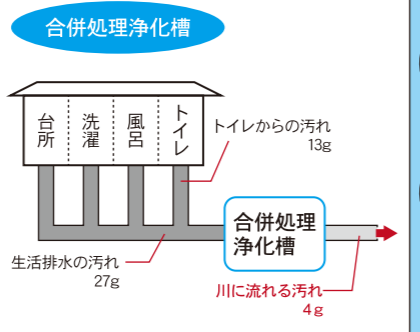 合併処理浄化槽
台所
洗濯
風呂
トイレ
トイレからの汚れ
13g
合併処理
浄化槽
生活排水の汚れ
27g
川に流れる汚れ
4g